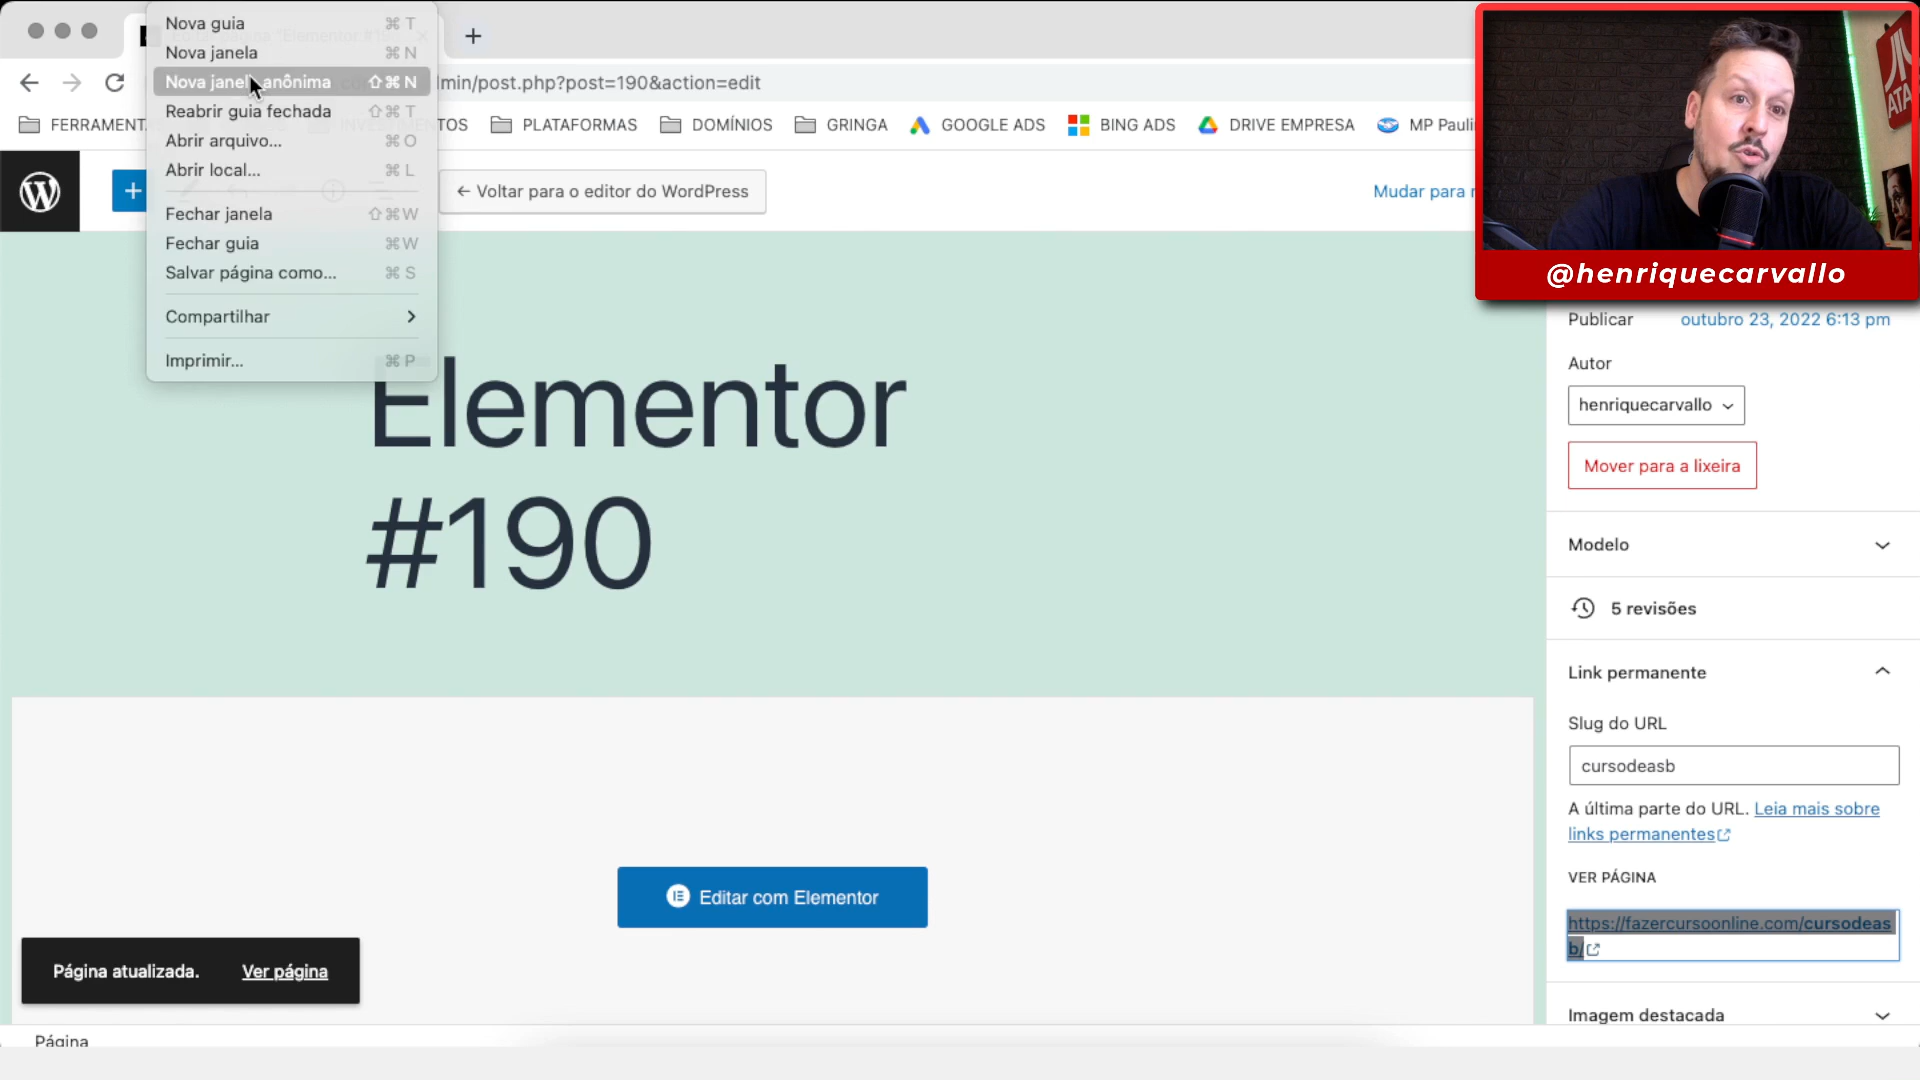 Nova guia ⌘ T
Nova janela ⌘ N
Nova janela anônima ⇧⌘ N
Reabrir guia fechada ⇧⌘ T
Abrir arquivo... ⌘ O
Abrir local... ⌘ L
Fechar janela ⇧⌘W
Fechar guia ⌘W
Salvar página como... ⌘ S
Compartilhar
Imprimir... ⌘ P
min/post.php?post=190&action=edit
PLATAFORMAS
DOMÍNIOS
GRINGA
GOOGLE ADS
BING ADS
DRIVE EMPRESA
← Voltar para o editor do WordPress
Mudar para
@henriquecarvallo
Elementor
#190
Editar com Elementor
Página atualizada. Ver página
Página
Publicar outubro 23, 2022 6:13 pm
Autor
henriquecarvallo
Mover para a lixeira
Modelo
5 revisões
Link permanente
Slug do URL
cursodeasb
A última parte do URL. Leia mais sobre
links permanentes
VER PÁGINA
https://fazercursoonline.com/cursodeas
b/
Imagem destacada